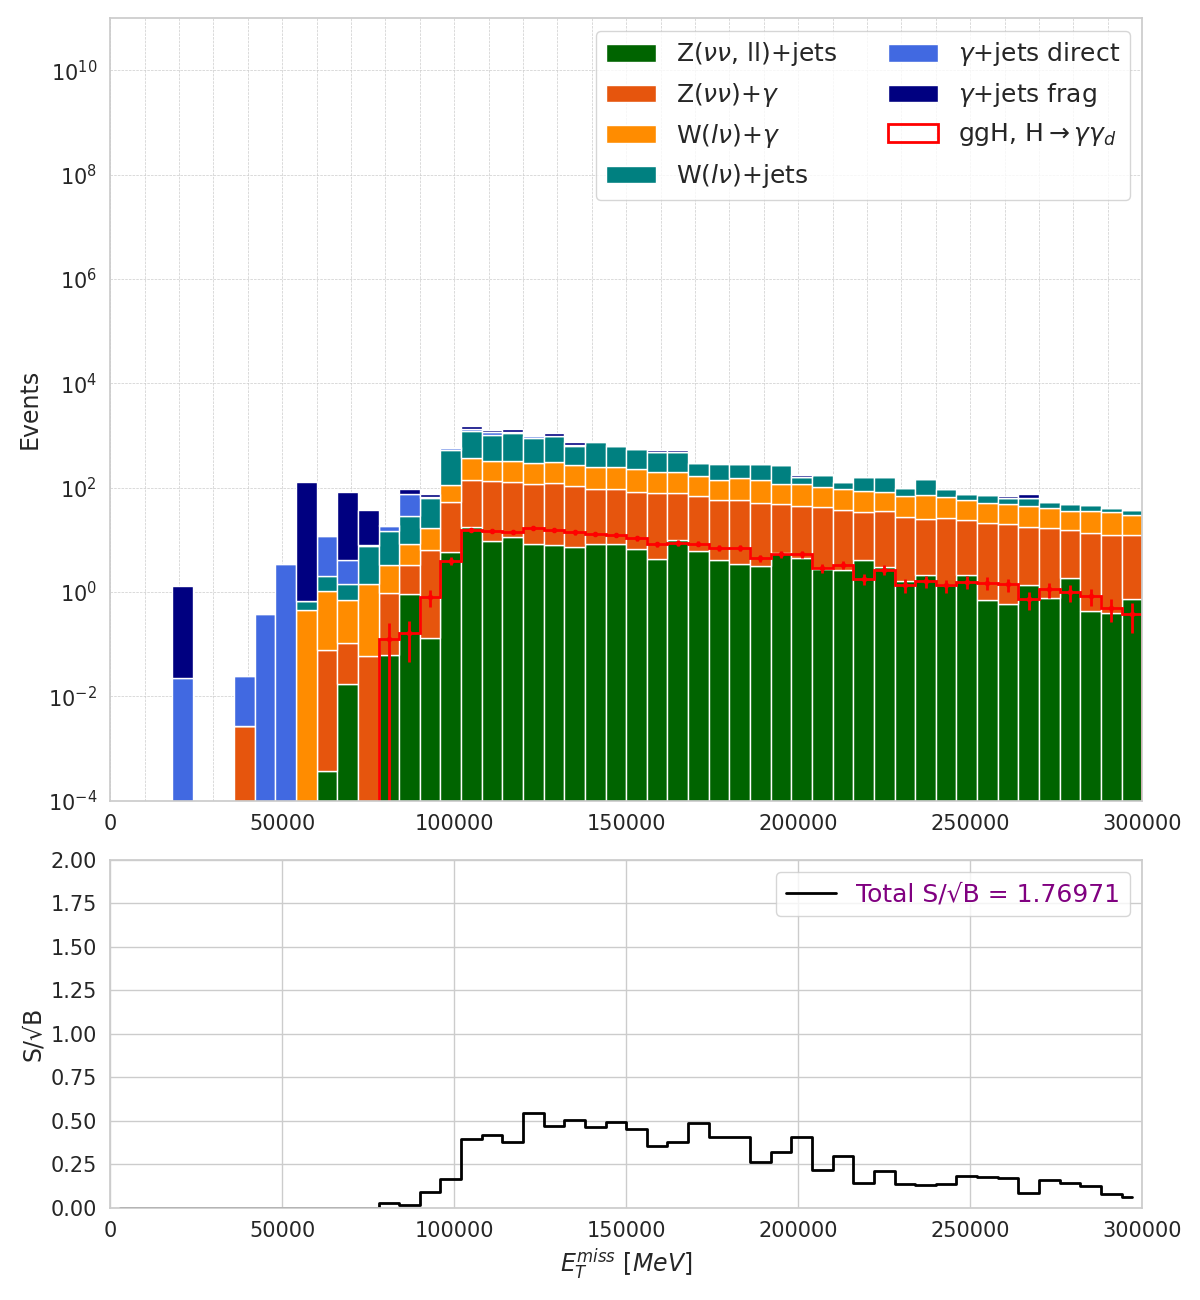 Z(νν, ll)+jets
Z(νν)+γ
W(lν)+γ
W(lν)+jets
γ+jets direct
γ+jets frag
ggH, H→γγ_d
10^10
10^8
10^6
10^4
10^2
10^0
10^−2
10^−4
Events
0 50000 100000 150000 200000 250000 300000
Total S/√B = 1.76971
2.00
1.75
1.50
1.25
1.00
0.75
0.50
0.25
0.00
S/√B
0 50000 100000 150000 200000 250000 300000
E_T^miss [MeV]